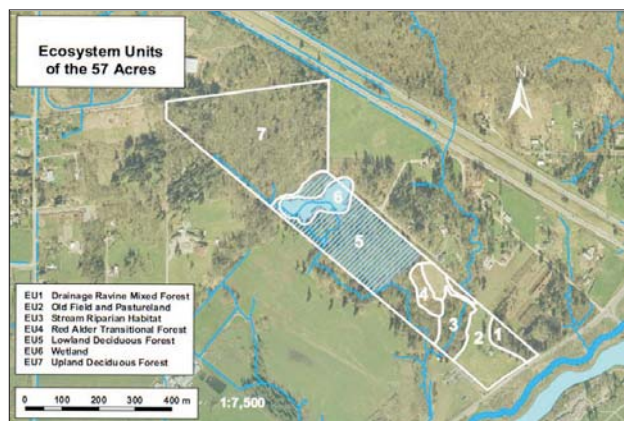 Ecosystem Units
of the 57 Acres
N
7
6
5
4
3
2
1
EU1 Drainage Ravine Mixed Forest
EU2 Old Field and Pastureland
EU3 Stream Riparian Habitat
EU4 Red Alder Transitional Forest
EU5 Lowland Deciduous Forest
EU6 Wetland
EU7 Upland Deciduous Forest
0 100 200 300 400 m
1:7,500